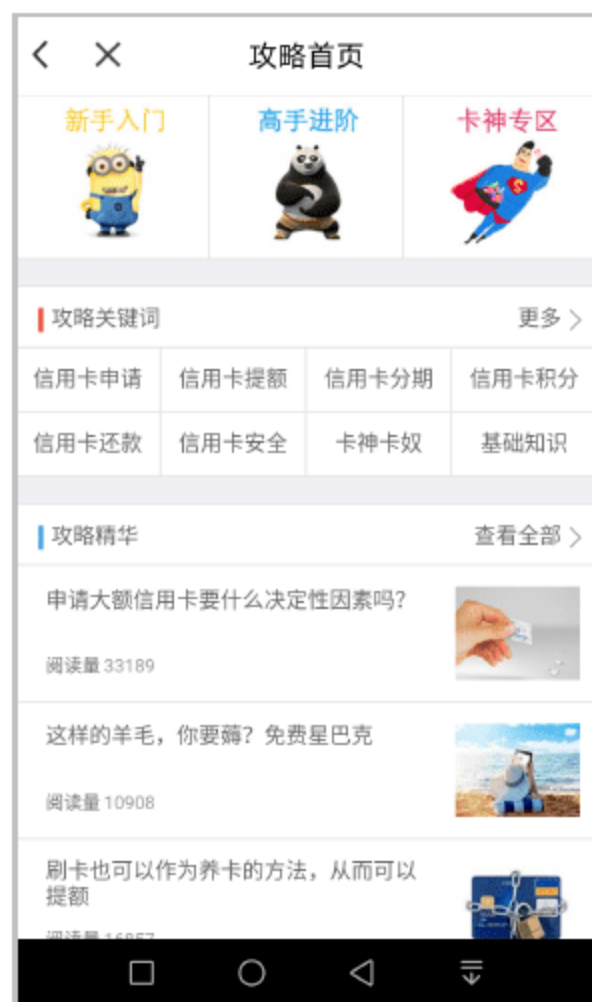 攻略首页
新手入门 高手进阶 卡神专区
攻略关键词 更多
信用卡申请 信用卡提额 信用卡分期 信用卡积分
信用卡还款 信用卡安全 卡神卡奴 基础知识
攻略精华 查看全部
申请大额信用卡要什么决定性因素吗？
阅读量 33189
这样的羊毛，你要薅？免费星巴克
阅读量 10908
刷卡也可以作为养卡的方法，从而可以
提额
阅读量 16857